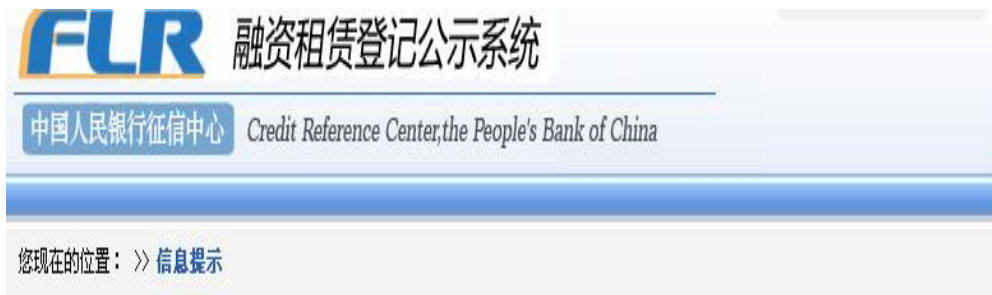 FLR 融资租赁登记公示系统
中国人民银行征信中心 Credit Reference Center,the People's Bank of China
您现在的位置： >> 信息提示